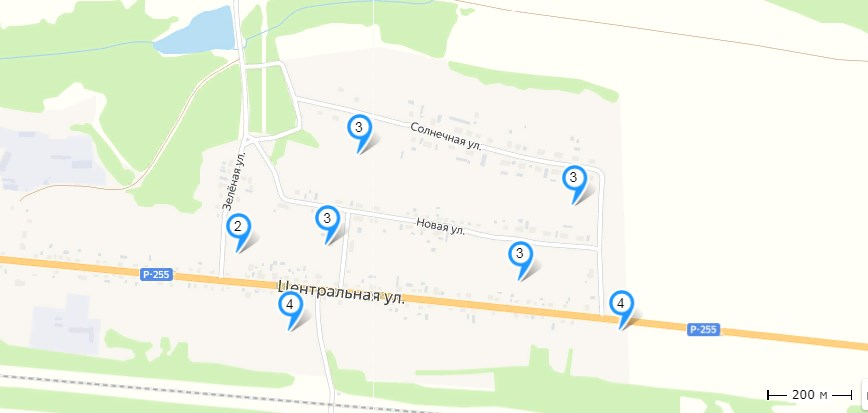 3
Солнечная ул.
3
Зелёная ул.
3
2
Новая ул.
3
Р-255
Центральная ул.
4
4
Р-255
200 м